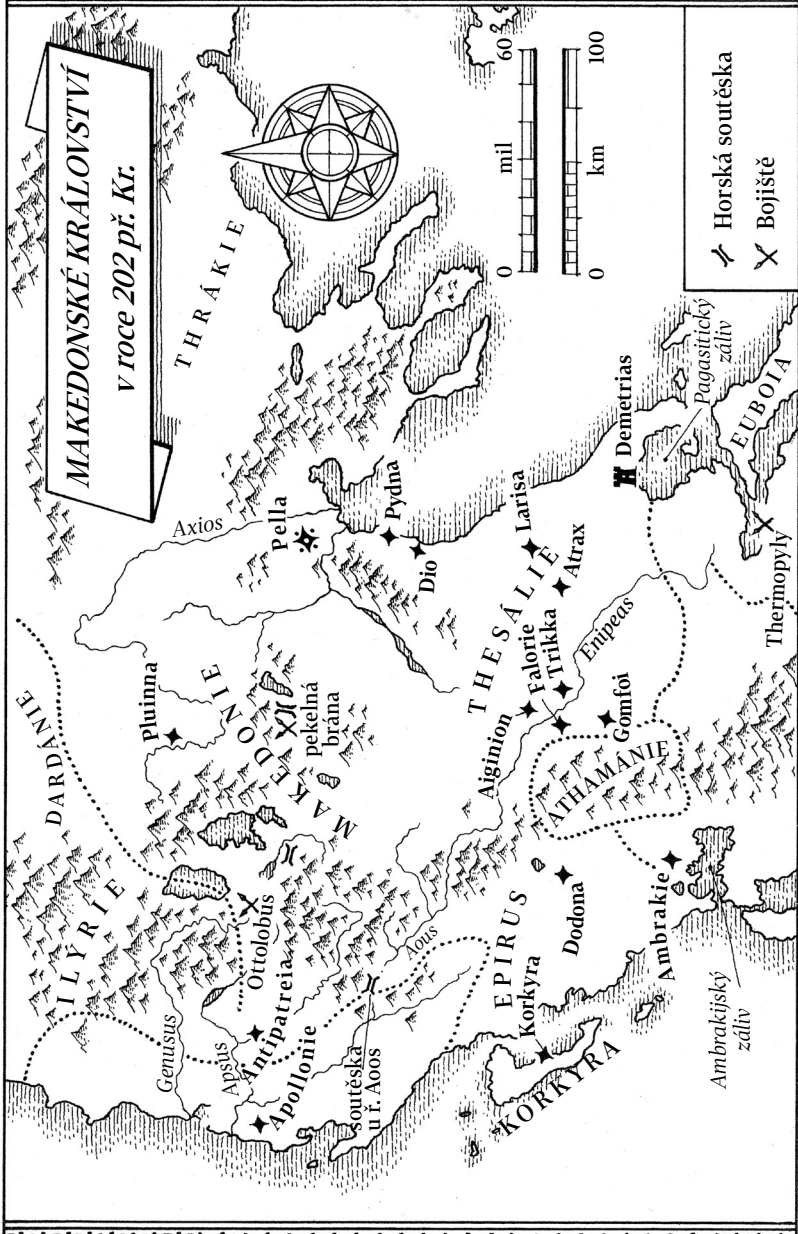 MAKEDONSKÉ KRÁLOVSTVÍ
v roce 202 př. Kr.
DARDÁNIE
ILYRÍE
THRÁKIE
Axios
Pluinna
MAKEDONIE
pekelná
brána
Pella
Pydna
Dio
Genusus
Apsus
Ottolobus
Antipatreia
Apollonie
soutěska
u ř. Aoos
Aous
EPIRUS
Korkyra
KORKYRA
Dodona
Ambrakie
Ambrakijský
záliv
THESÁLIE
Aiginion
Falorie
Trikka
Gomfoi
ATHAMÁNIE
Larisa
Atrax
Enipeas
Demetrias
Pagasitický
záliv
EUBOIA
Thermopyly
0 mil 60
0 km 100
Horská soutěska
Bojiště